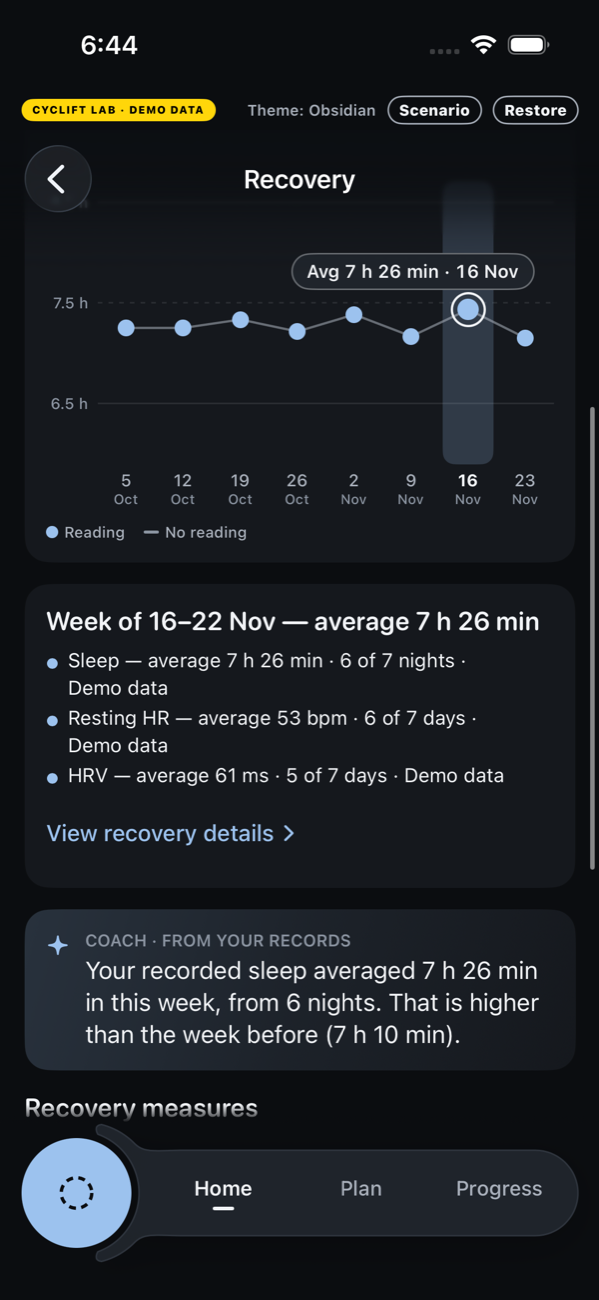 6:44
CYCLIFT LAB · DEMO DATA
Theme: Obsidian
Scenario
Restore
Recovery
Avg 7 h 26 min · 16 Nov
7.5 h
6.5 h
5 12 19 26 2 9 16 23
Oct Oct Oct Oct Nov Nov Nov Nov
Reading
No reading
Week of 16–22 Nov — average 7 h 26 min
Sleep — average 7 h 26 min · 6 of 7 nights ·
Demo data
Resting HR — average 53 bpm · 6 of 7 days ·
Demo data
HRV — average 61 ms · 5 of 7 days · Demo data
View recovery details
COACH · FROM YOUR RECORDS
Your recorded sleep averaged 7 h 26 min
in this week, from 6 nights. That is higher
than the week before (7 h 10 min).
Recovery measures
Home
Plan
Progress